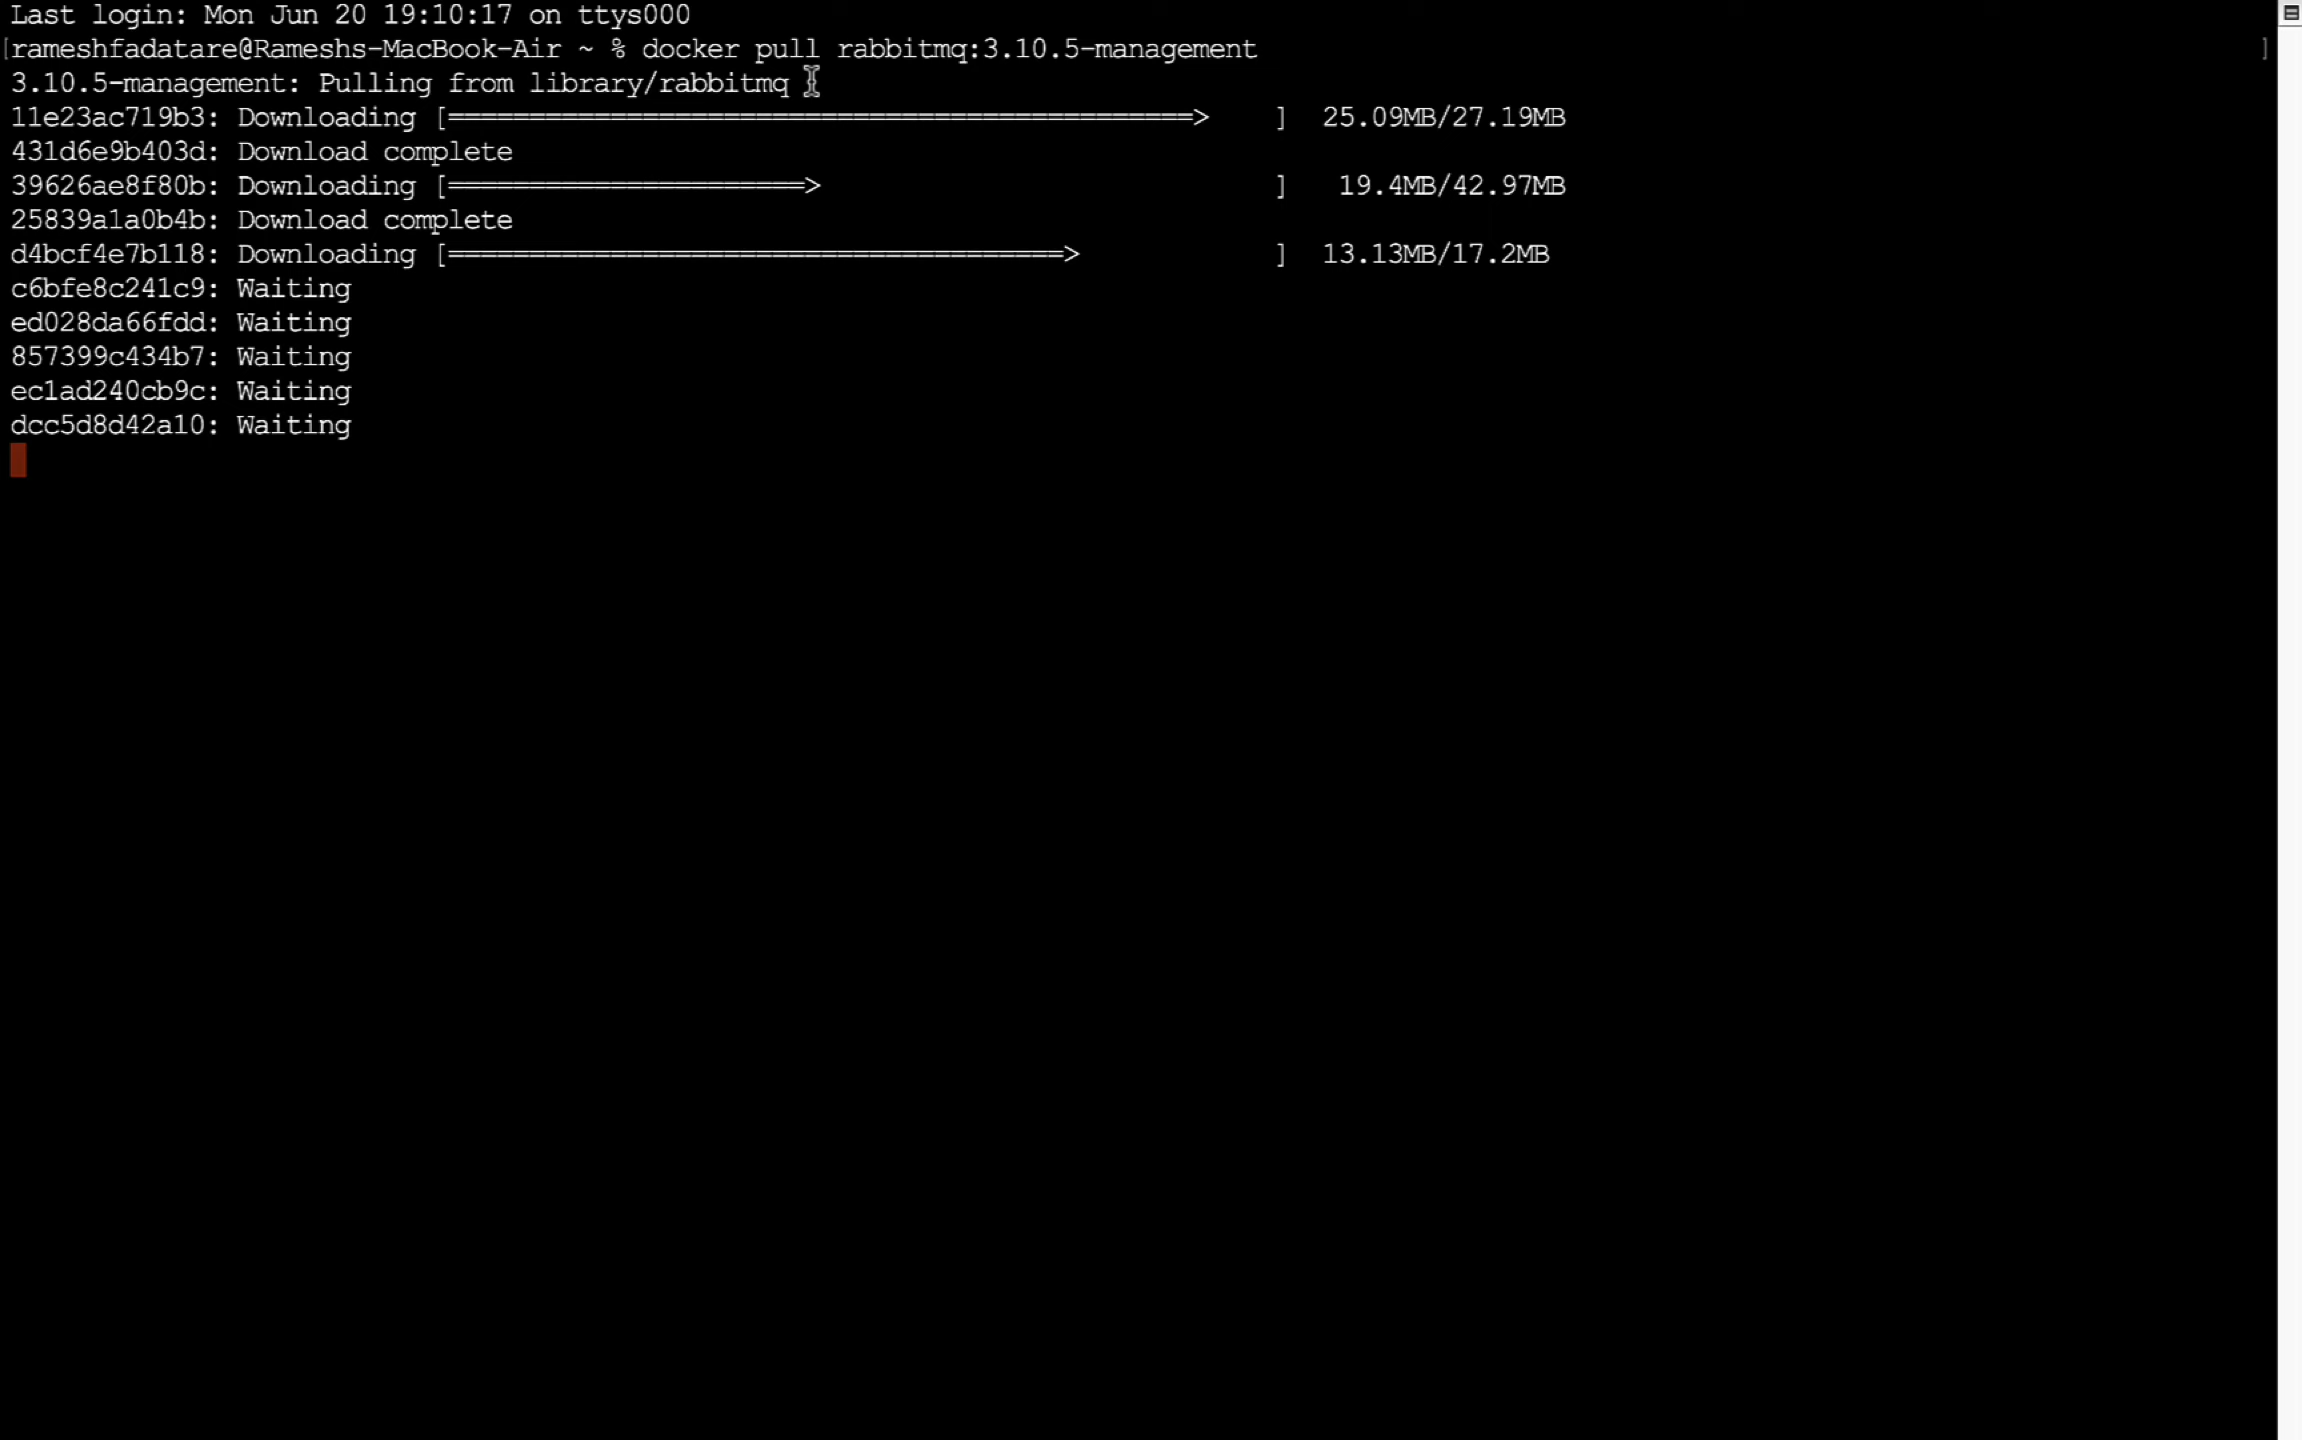 Last login: Mon Jun 20 19:10:17 on ttys000
[rameshfadatare@Rameshs-MacBook-Air ~ % docker pull rabbitmq:3.10.5-management ]
3.10.5-management: Pulling from library/rabbitmq
11e23ac719b3: Downloading [==============================================>    ]  25.09MB/27.19MB
431d6e9b403d: Download complete
39626ae8f80b: Downloading [======================>                            ]   19.4MB/42.97MB
25839a1a0b4b: Download complete
d4bcf4e7b118: Downloading [======================================>            ]  13.13MB/17.2MB
c6bfe8c241c9: Waiting
ed028da66fdd: Waiting
857399c434b7: Waiting
ec1ad240cb9c: Waiting
dcc5d8d42a10: Waiting